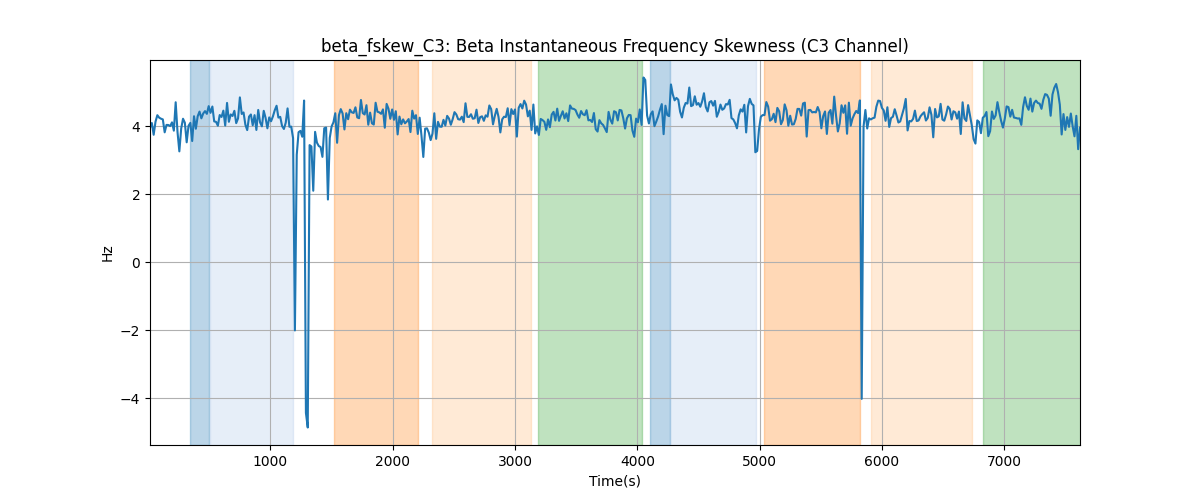 beta_fskew_C3: Beta Instantaneous Frequency Skewness (C3 Channel)
4
2
0
−2
−4
Hz
1000 2000 3000 4000 5000 6000 7000
Time(s)